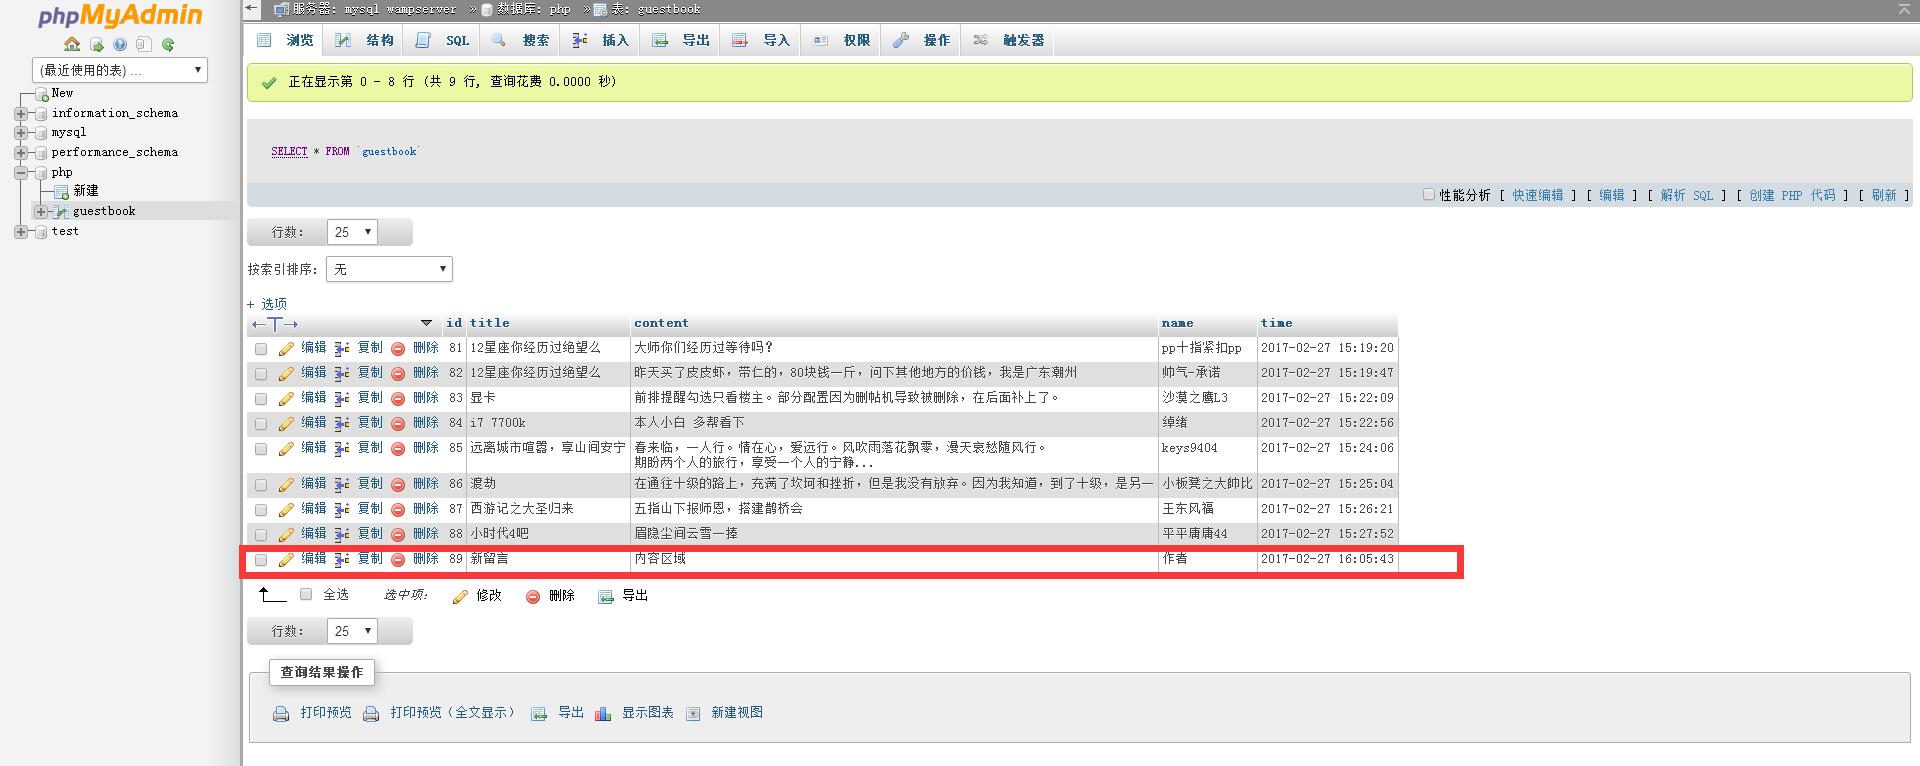 phpMyAdmin
(最近使用的表) ...
New
information_schema
mysql
performance_schema
php
新建
guestbook
test
服务器: mysql wampserver » 数据库: php » 表: guestbook
浏览 结构 SQL 搜索 插入 导出 导入 权限 操作 触发器
正在显示第 0 - 8 行 (共 9 行, 查询花费 0.0000 秒)
SELECT * FROM `guestbook`
性能分析 [ 快速编辑 ] [ 编辑 ] [ 解析 SQL ] [ 创建 PHP 代码 ] [ 刷新 ]
行数: 25
按索引排序: 无
+ 选项
←T→ id title content name time
编辑 复制 删除 81 12星座你经历过绝望么 大师你们经历过等待吗? pp十指紧扣pp 2017-02-27 15:19:20
编辑 复制 删除 82 12星座你经历过绝望么 昨天买了皮皮虾，带仁的，80块钱一斤，问下其他地方的价钱，我是广东潮州 帅气-承诺 2017-02-27 15:19:47
编辑 复制 删除 83 显卡 前排提醒勾选只看楼主。部分配置因为删帖机导致被删除，在后面补上了。 沙漠之鹰L3 2017-02-27 15:22:09
编辑 复制 删除 84 i7 7700k 本人小白 多帮看下 绰绪 2017-02-27 15:22:56
编辑 复制 删除 85 远离城市喧嚣，享山间安宁 春来临，一人行。情在心，爱远行。风吹雨落花飘零，漫天哀愁随风行。 keys9404 2017-02-27 15:24:06
期盼两个人的旅行，享受一个人的宁静...
编辑 复制 删除 86 渡劫 在通往十级的路上，充满了坎坷和挫折，但是我没有放弃。因为我知道，到了十级，是另一 小板凳之大帥比 2017-02-27 15:25:04
编辑 复制 删除 87 西游记之大圣归来 五指山下报师恩，搭建鹊桥会 王东风福 2017-02-27 15:26:21
编辑 复制 删除 88 小时代4吧 眉隐尘间云雪一捧 平平庸庸44 2017-02-27 15:27:52
编辑 复制 删除 89 新留言 内容区域 作者 2017-02-27 16:05:43
全选 选中项: 修改 删除 导出
行数: 25
查询结果操作
打印预览 打印预览（全文显示） 导出 显示图表 新建视图